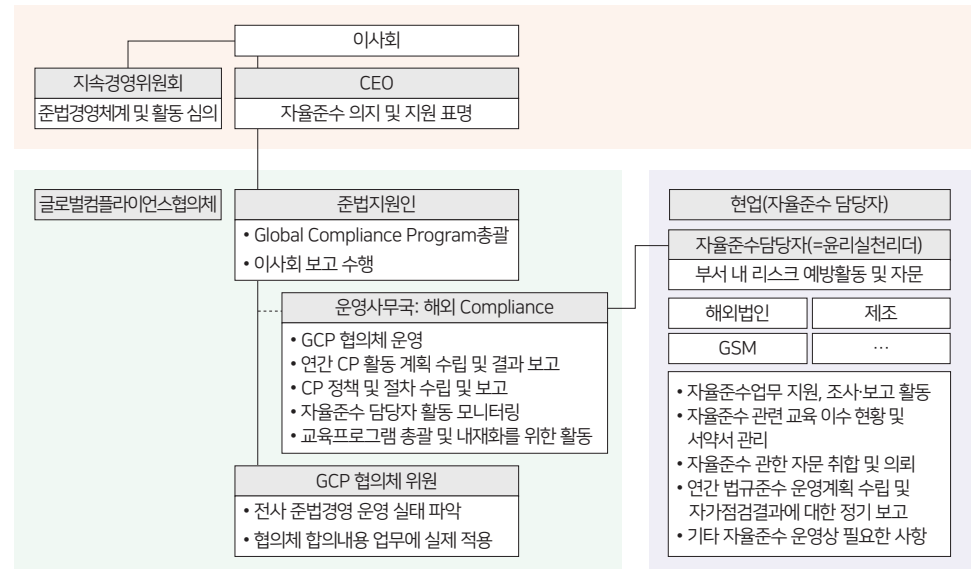 이사회
지속경영위원회
준법경영체계 및 활동 심의
CEO
자율준수 의지 및 지원 표명
글로벌컴플라이언스협의체
준법지원인
• Global Compliance Program총괄
• 이사회 보고 수행
운영사무국: 해외 Compliance
• GCP 협의체 운영
• 연간 CP 활동 계획 수립 및 결과 보고
• CP 정책 및 절차 수립 및 보고
• 자율준수 담당자 활동 모니터링
• 교육프로그램 총괄 및 내재화를 위한 활동
GCP 협의체 위원
• 전사 준법경영 운영 실태 파악
• 협의체 합의내용 업무에 실제 적용
현업(자율준수 담당자)
자율준수담당자(=윤리실천리더)
부서 내 리스크 예방활동 및 자문
해외법인
제조
GSM
…
• 자율준수업무 지원, 조사·보고 활동
• 자율준수 관련 교육 이수 현황 및
서약서 관리
• 자율준수 관한 자문 취합 및 의뢰
• 연간 법규준수 운영계획 수립 및
자가점검결과에 대한 정기 보고
• 기타 자율준수 운영상 필요한 사항